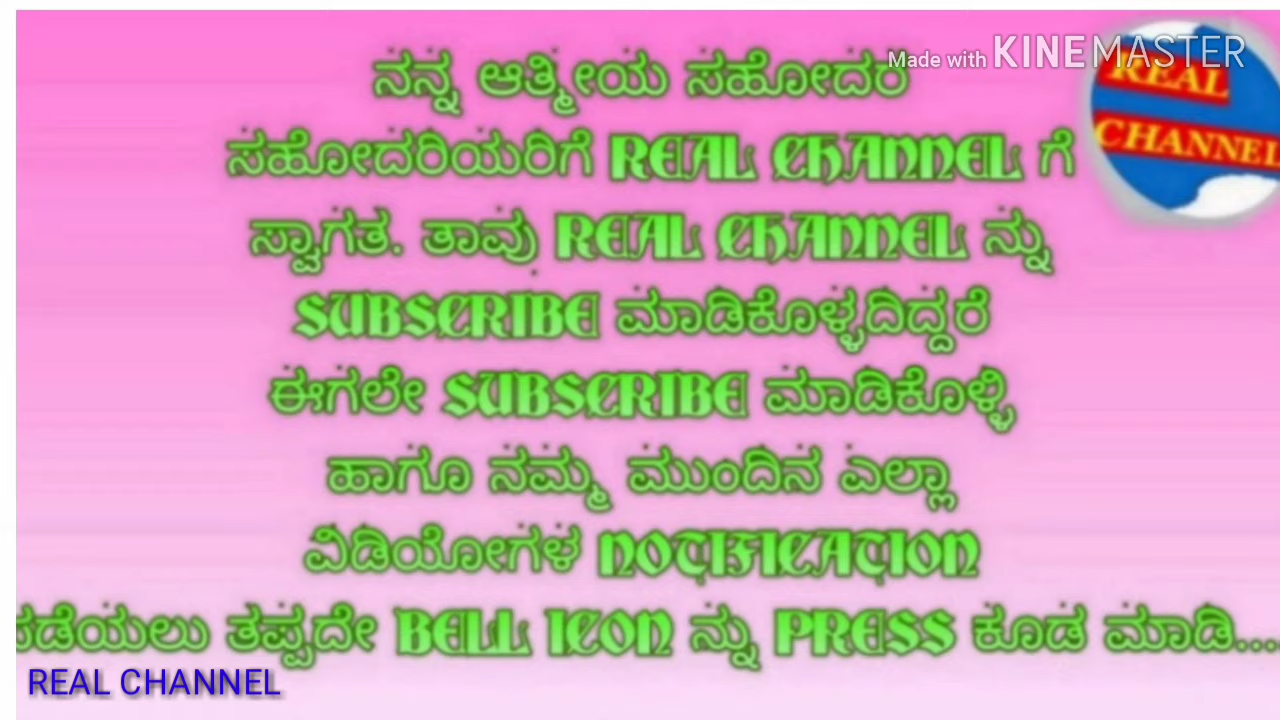 Made with KINEMASTER
REAL
CHANNEL
ನನ್ನ ಆತ್ಮೀಯ ಸಹೋದರ
ಸಹೋದರಿಯರಿಗೆ REAL CHANNEL ಗೆ
ಸ್ವಾಗತ. ತಾವು REAL CHANNEL ನ್ನು
SUBSCRIBE ಮಾಡಿಕೊಳ್ಳದಿದ್ದರೆ
ಈಗಲೇ SUBSCRIBE ಮಾಡಿಕೊಳ್ಳಿ
ಹಾಗೂ ನಮ್ಮ ಮುಂದಿನ ಎಲ್ಲಾ
ವಿಡಿಯೋಗಳ NOTIFICATION
ಪಡೆಯಲು ತಪ್ಪದೇ BELL ICON ನ್ನು PRESS ಕೂಡ ಮಾಡಿ....
REAL CHANNEL